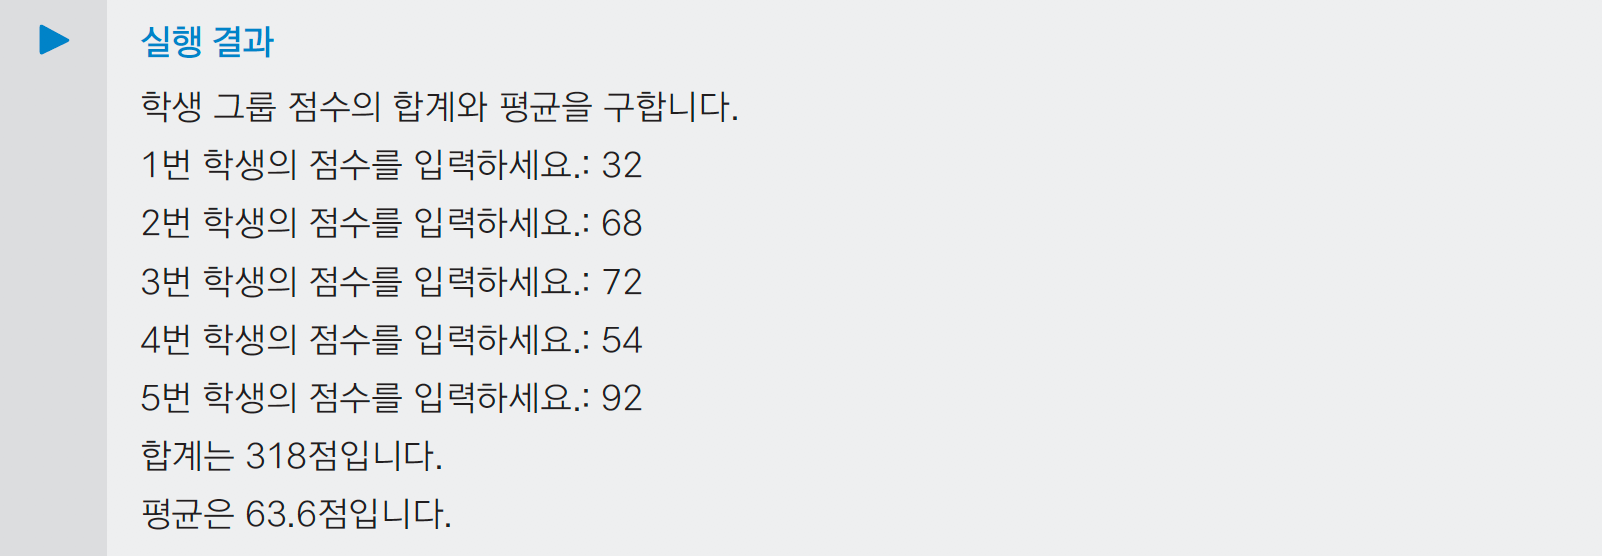 실행 결과
학생 그룹 점수의 합계와 평균을 구합니다.
1번 학생의 점수를 입력하세요.: 32
2번 학생의 점수를 입력하세요.: 68
3번 학생의 점수를 입력하세요.: 72
4번 학생의 점수를 입력하세요.: 54
5번 학생의 점수를 입력하세요.: 92
합계는 318점입니다.
평균은 63.6점입니다.